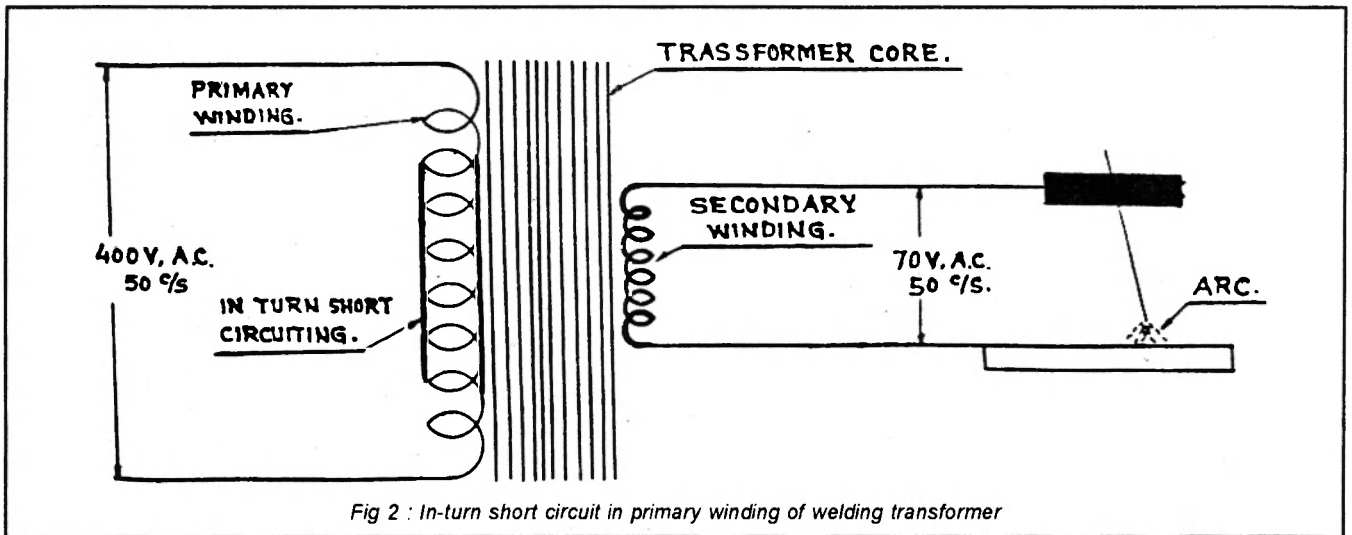 TRASSFORMER CORE.
PRIMARY
WINDING.
SECONDARY
WINDING.
400V, A.C.
50 c/s
70V. A.C.
50 c/s.
ARC.
IN TURN SHORT
CIRCUITING.
Fig 2 : In-turn short circuit in primary winding of welding transformer